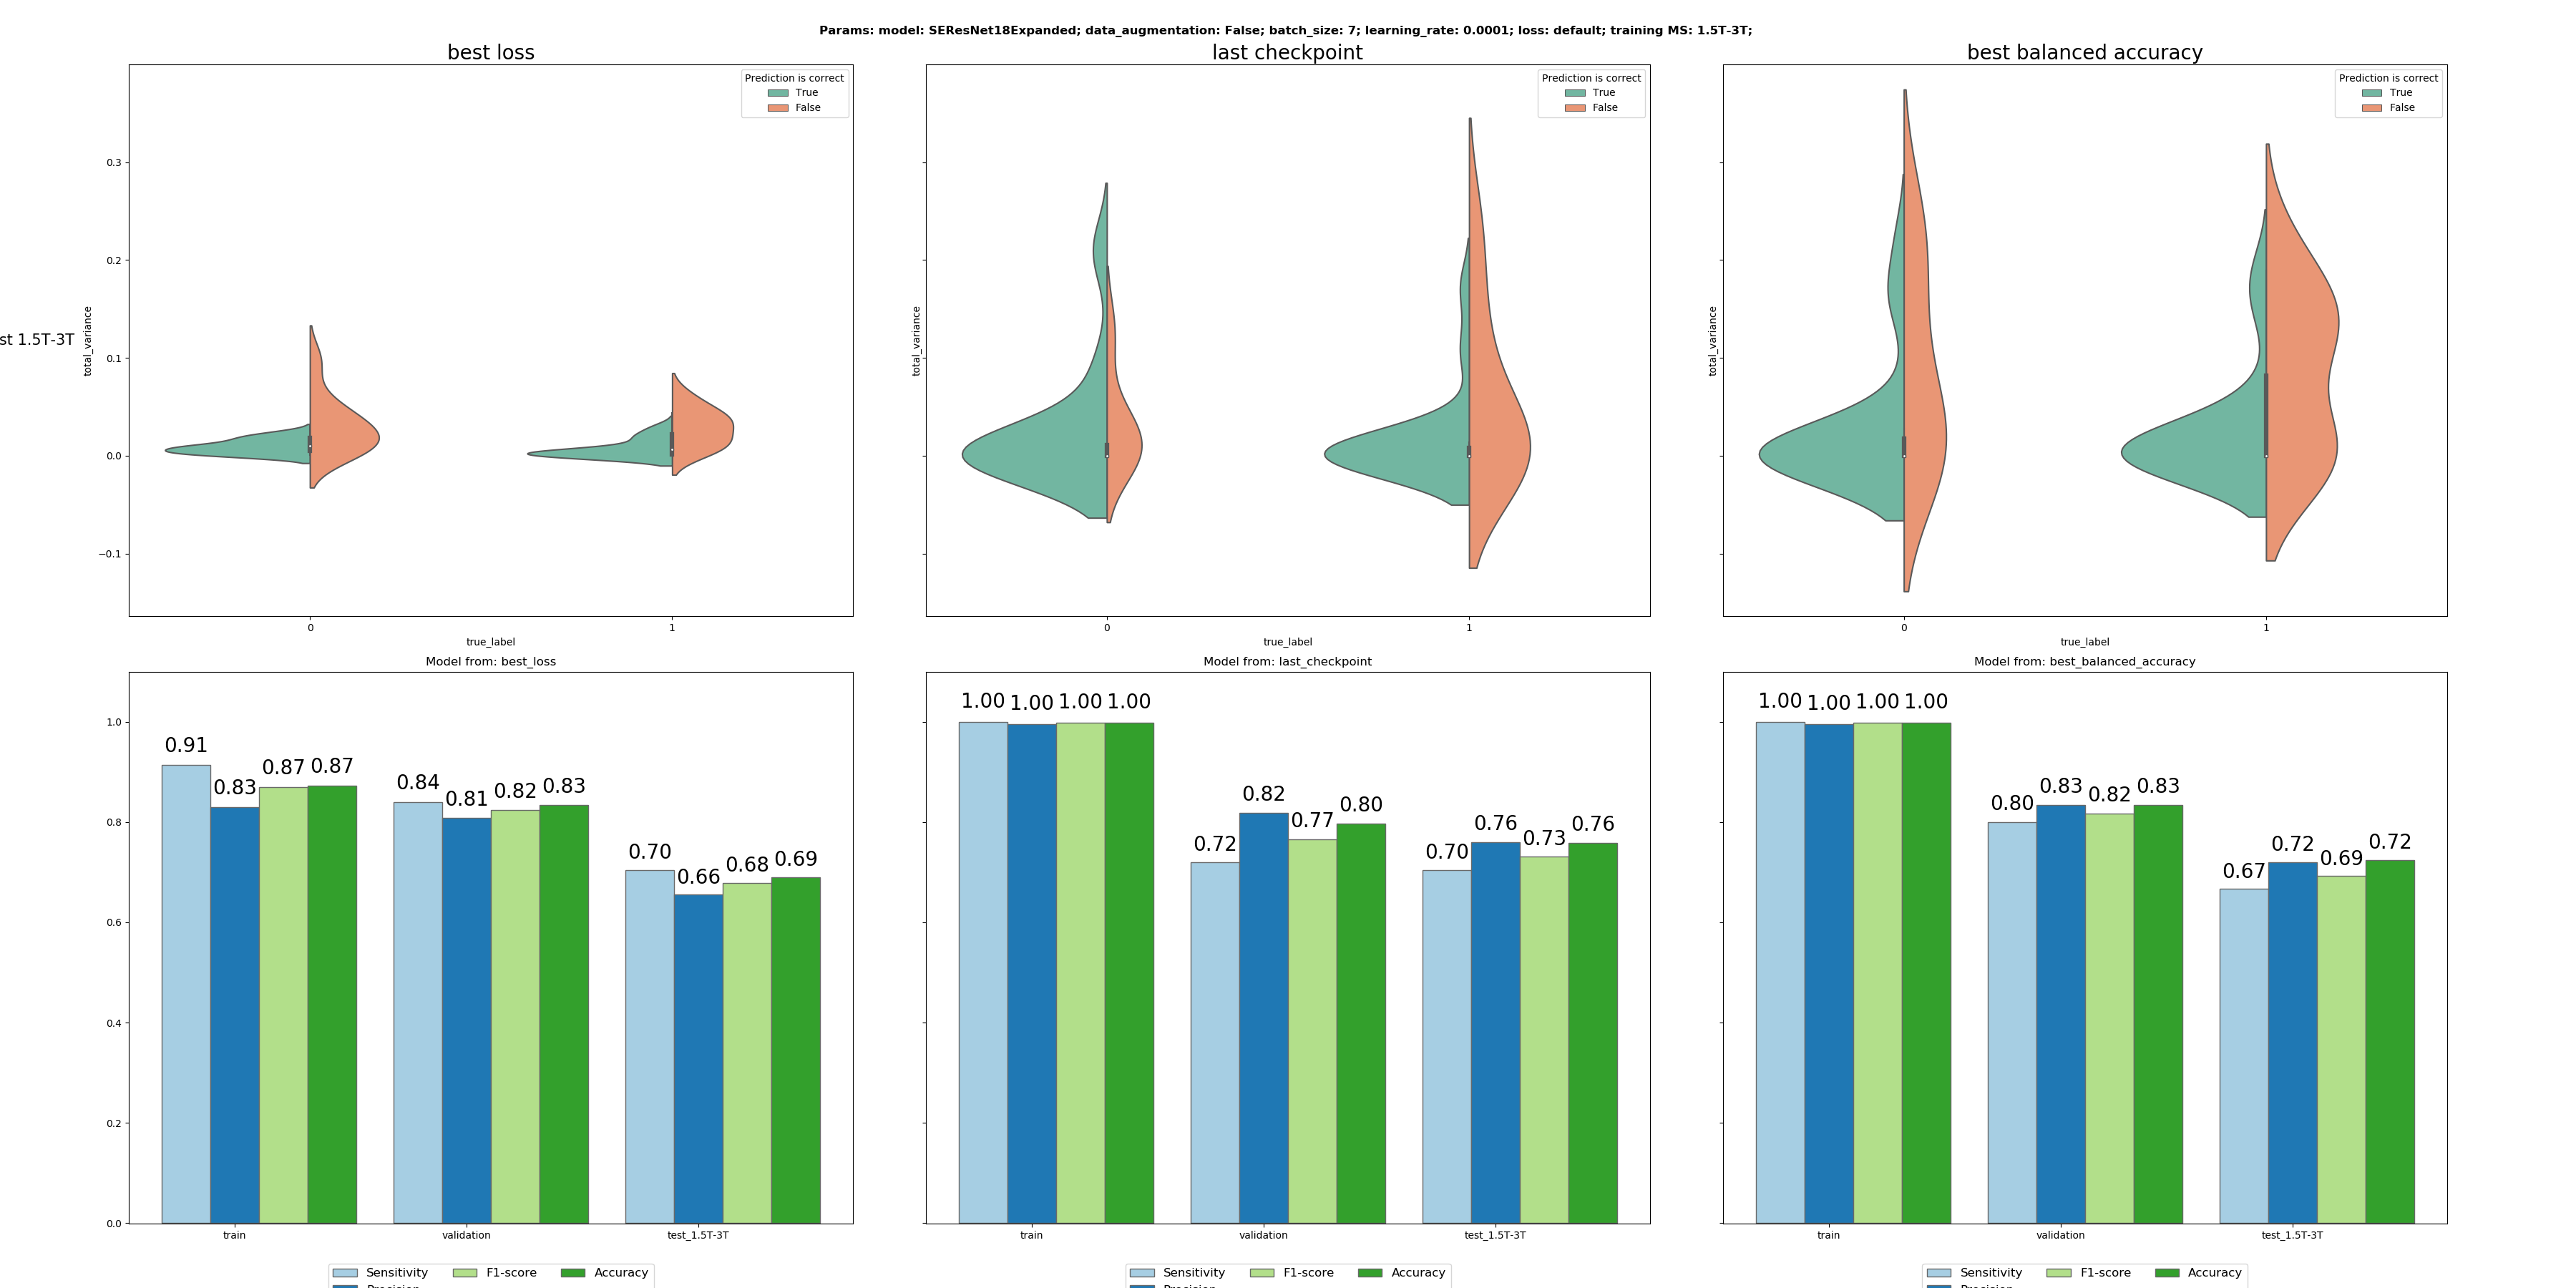 Params: model: SEResNet18Expanded; data_augmentation: False; batch_size: 7; learning_rate: 0.0001; loss: default; training MS: 1.5T-3T;
best loss
last checkpoint
best balanced accuracy
Prediction is correct
True
False
Prediction is correct
True
False
Prediction is correct
True
False
st 1.5T-3T
total_variance
0.3
0.2
0.1
0.0
−0.1
total_variance
total_variance
0 1
true_label
0 1
true_label
0 1
true_label
Model from: best_loss
1.0
0.8
0.6
0.4
0.2
0.0
0.91 0.83 0.87 0.87
0.84 0.81 0.82 0.83
0.70 0.66 0.68 0.69
train validation test_1.5T-3T
Sensitivity F1-score Accuracy
Precision
Model from: last_checkpoint
1.00 1.00 1.00 1.00
0.72 0.82 0.77 0.80
0.70 0.76 0.73 0.76
train validation test_1.5T-3T
Sensitivity F1-score Accuracy
Precision
Model from: best_balanced_accuracy
1.00 1.00 1.00 1.00
0.80 0.83 0.82 0.83
0.67 0.72 0.69 0.72
train validation test_1.5T-3T
Sensitivity F1-score Accuracy
Precision